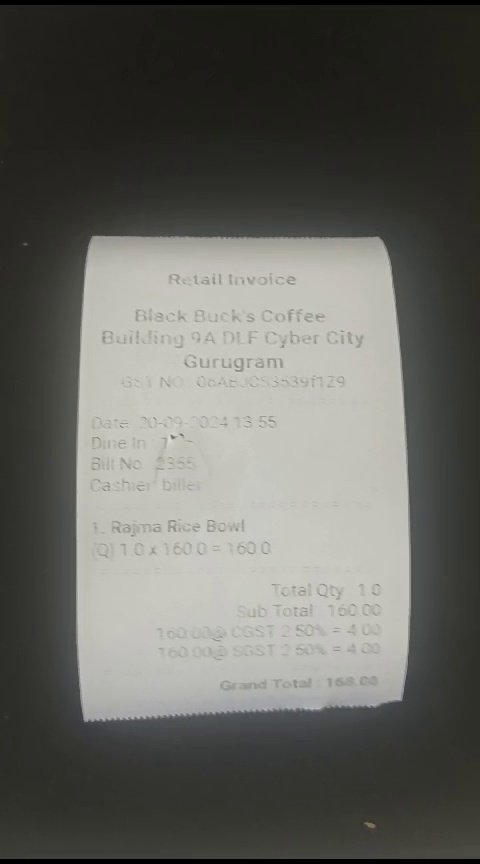 Retail Invoice
Black Buck's Coffee
Building 9A DLF Cyber City
Gurugram
GST NO
Date 20-09-2024 13:55
Dine In :
Bill No 2355
Cashier biller
1. Rajma Rice Bowl
(Q) 1.0 x 160.0 = 160.0
Total Qty : 1.0
Sub Total : 160.00
160.00@ CGST 2.50% = 4.00
160.00@ SGST 2.50% = 4.00
Grand Total : 168.00